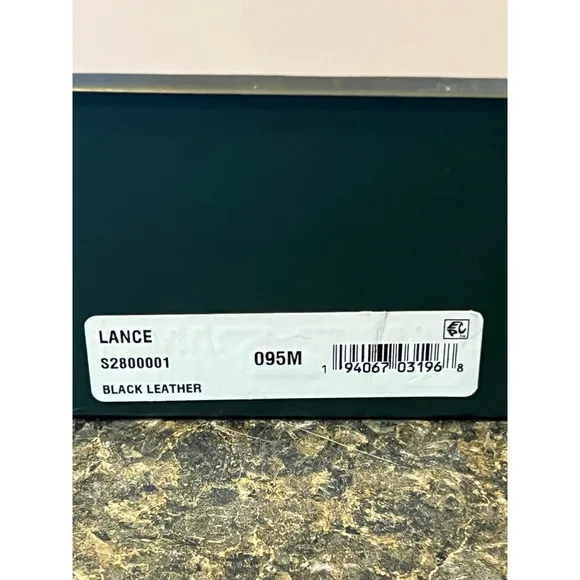 LANCE
S2800001
095M
1 94067 03196 8
BLACK LEATHER